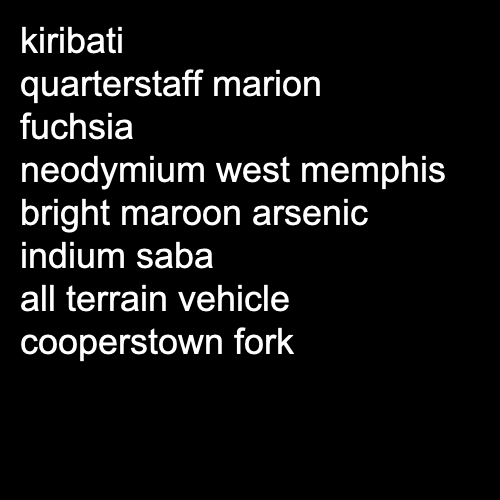 kiribati
quarterstaff marion
fuchsia
neodymium west memphis
bright maroon arsenic
indium saba
all terrain vehicle
cooperstown fork